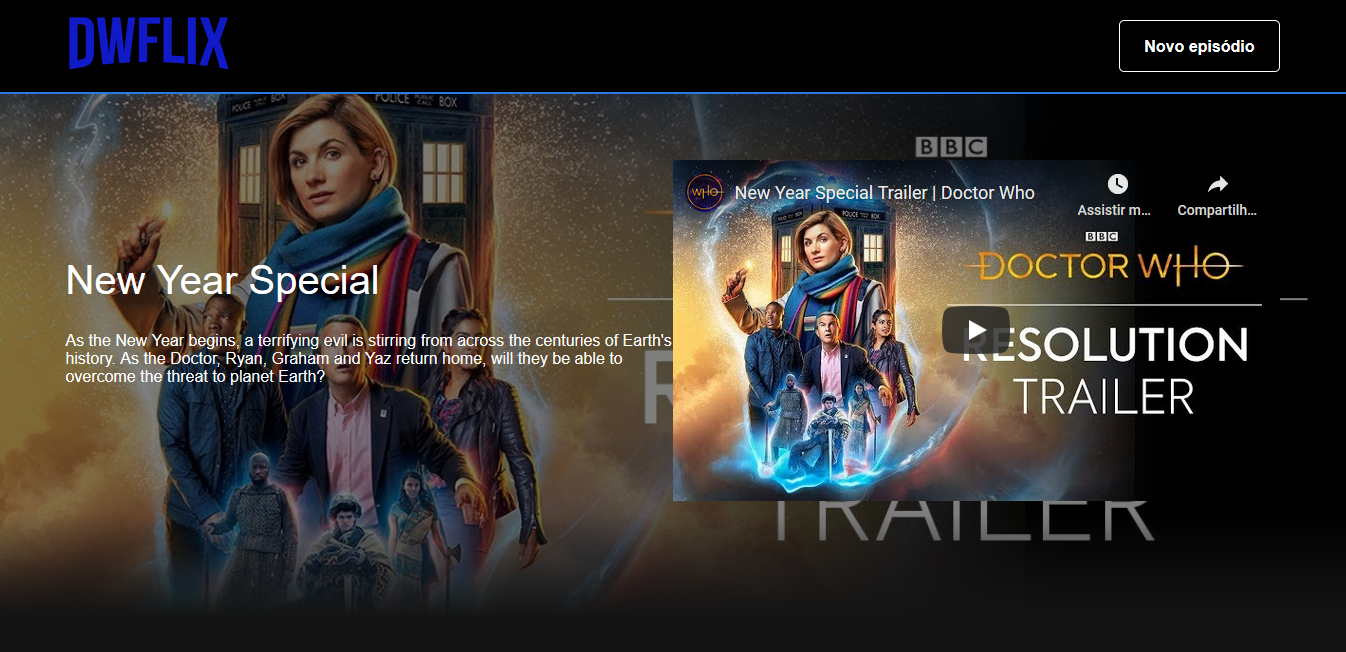 DWFLIX
Novo episódio
POLICE PUBLIC CALL BOX
BBC
WHO
New Year Special Trailer | Doctor Who
Assistir m...
Compartilh...
POLICE BOX
BBC
DOCTOR WHO
New Year Special
RESOLUTION
TRAILER
As the New Year begins, a terrifying evil is stirring from across the centuries of Earth's
history. As the Doctor, Ryan, Graham and Yaz return home, will they be able to
overcome the threat to planet Earth?
R
TRAILER